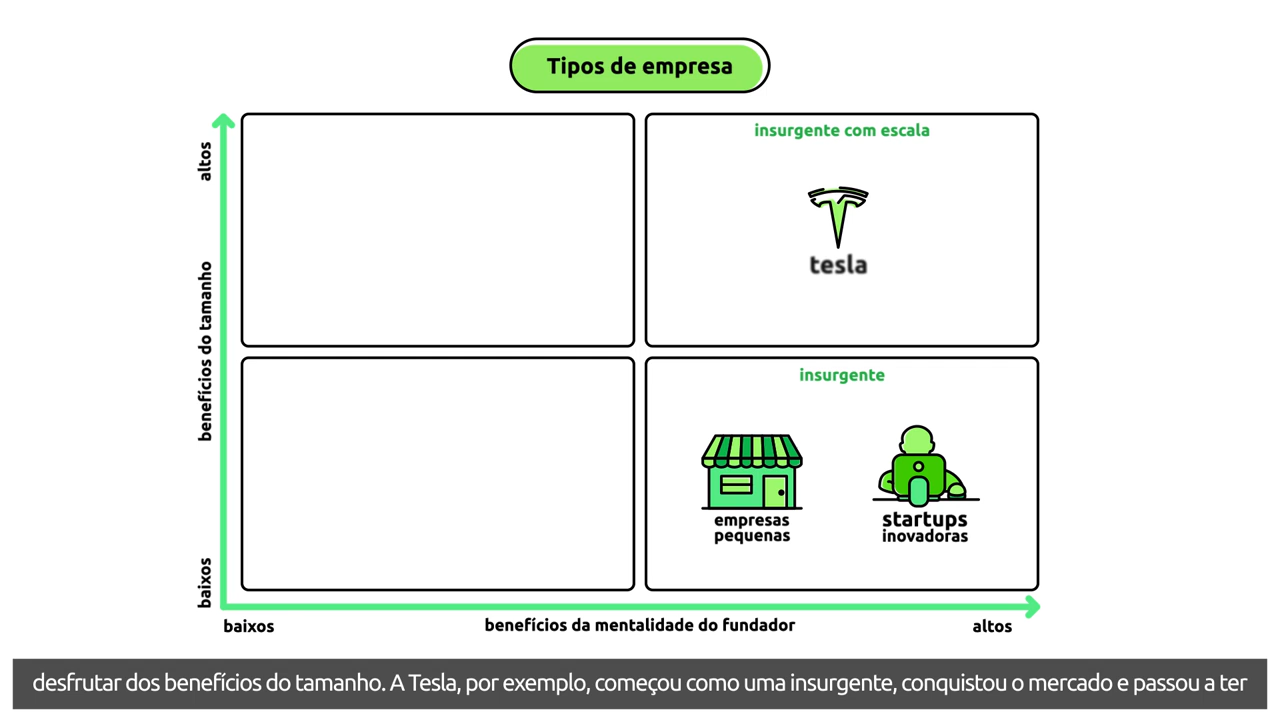 Tipos de empresa
altos
benefícios do tamanho
baixos
insurgente com escala
tesla
insurgente
empresas
pequenas
startups
inovadoras
baixos
benefícios da mentalidade do fundador
altos
desfrutar dos benefícios do tamanho. A Tesla, por exemplo, começou como uma insurgente, conquistou o mercado e passou a ter